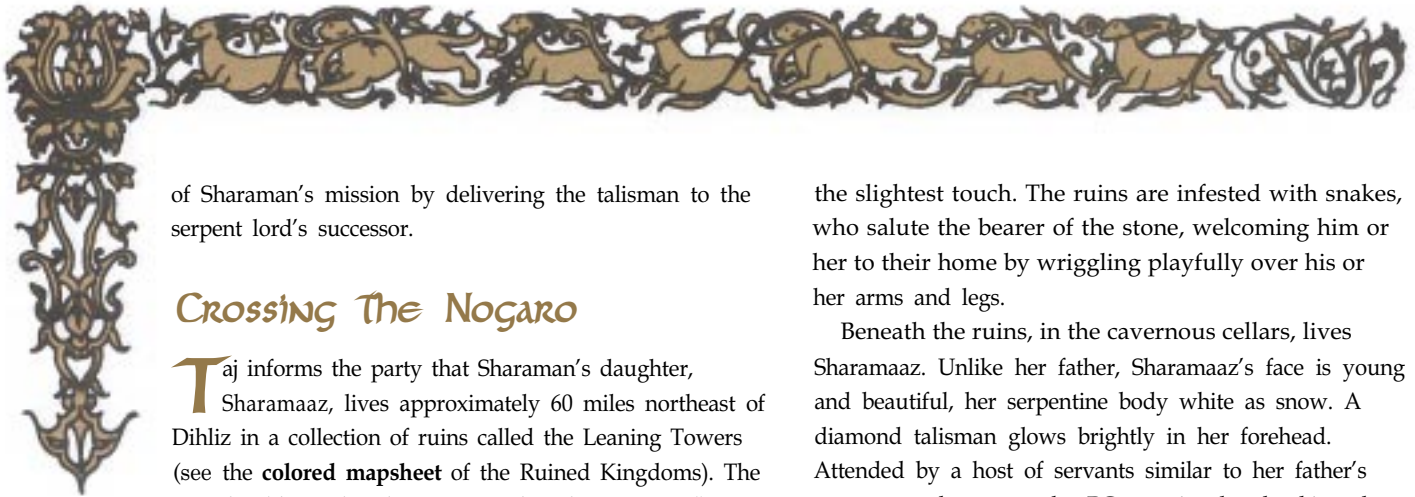 of Sharaman’s mission by delivering the talisman to the
serpent lord’s successor.
Crossing The Nogaro
Taj informs the party that Sharaman’s daughter,
Sharamaaz, lives approximately 60 miles northeast of
Dihliz in a collection of ruins called the Leaning Towers
(see the colored mapsheet of the Ruined Kingdoms). The
the slightest touch. The ruins are infested with snakes,
who salute the bearer of the stone, welcoming him or
her to their home by wriggling playfully over his or
her arms and legs.
Beneath the ruins, in the cavernous cellars, lives
Sharamaaz. Unlike her father, Sharamaaz’s face is young
and beautiful, her serpentine body white as snow. A
diamond talisman glows brightly in her forehead.
Attended by a host of servants similar to her father’s